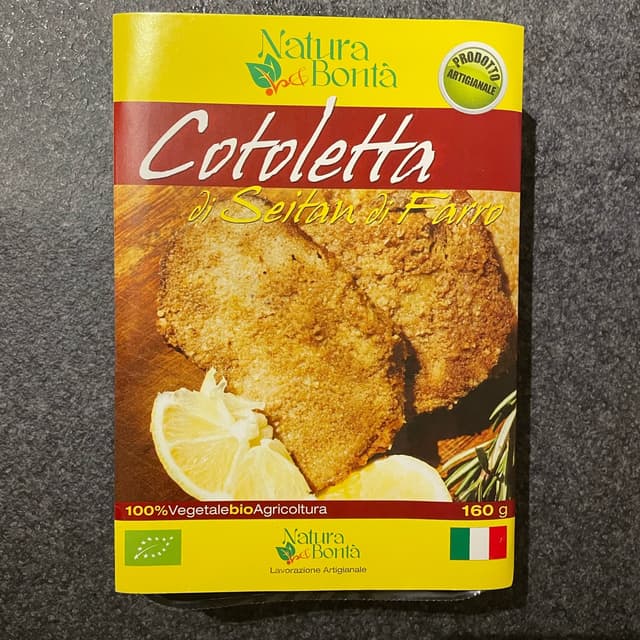 Natura
è Bontà
PRODOTTO
ARTIGIANALE
Cotoletta
di Seitan di Farro
100%VegetalebioAgricoltura
160 g
Natura
è Bontà
Lavorazione Artigianale